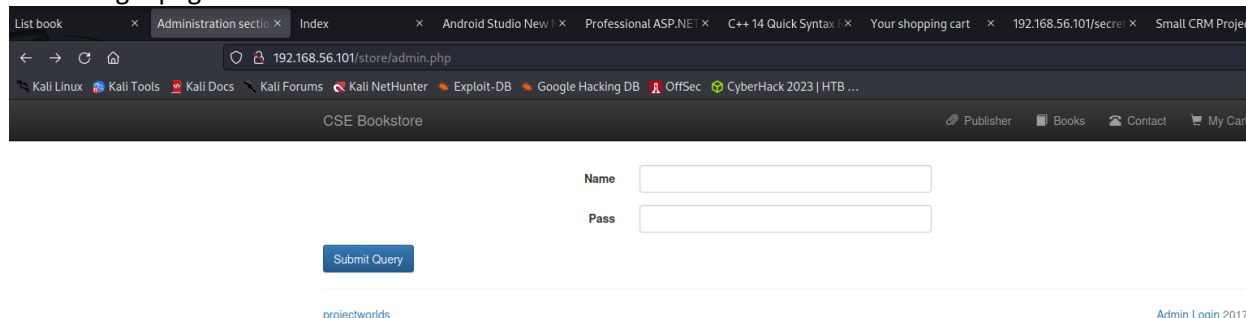 List book Administration sectio Index Android Studio New Professional ASP.NET C++ 14 Quick Syntax Your shopping cart 192.168.56.101/secret Small CRM Projec
192.168.56.101/store/admin.php
Kali Linux Kali Tools Kali Docs Kali Forums Kali NetHunter Exploit-DB Google Hacking DB OffSec CyberHack 2023 | HTB ...
CSE Bookstore Publisher Books Contact My Cart
Name
Pass
Submit Query
projectworlds Admin Login 2017